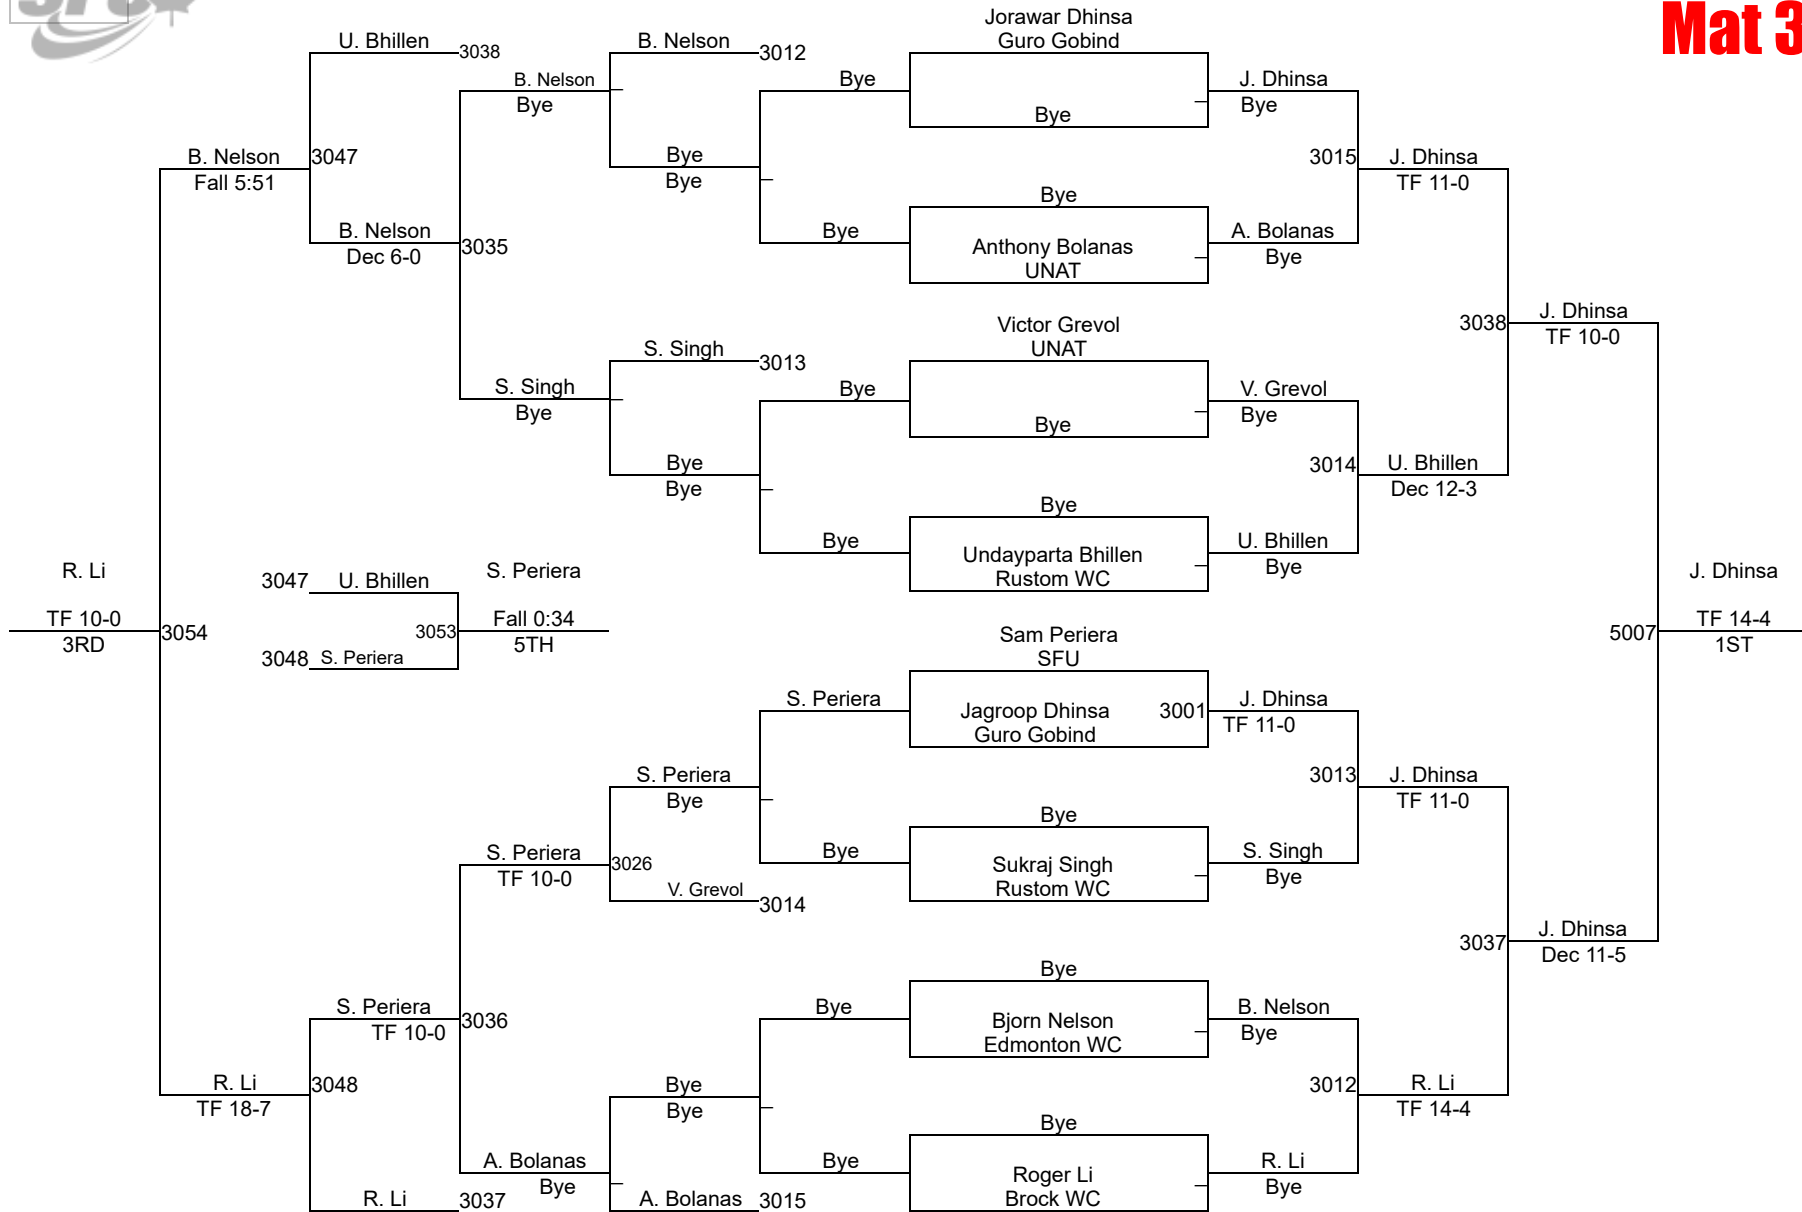 Mat 3
Jorawar Dhinsa
Guro Gobind
U. Bhillen
3038
B. Nelson
3012
B. Nelson
Bye
Bye
Bye
J. Dhinsa
Bye
B. Nelson
3047
Fall 5:51
Bye
Bye
3015
J. Dhinsa
TF 11-0
B. Nelson
3035
Dec 6-0
Bye
Bye
Anthony Bolanas
UNAT
A. Bolanas
Bye
Victor Grevol
UNAT
3038
J. Dhinsa
TF 10-0
S. Singh
3013
S. Singh
Bye
Bye
Bye
V. Grevol
Bye
Bye
Bye
3014
U. Bhillen
Dec 12-3
Bye
Bye
Undayparta Bhillen
Rustom WC
U. Bhillen
Bye
R. Li
TF 10-0
3RD
3054
3047
U. Bhillen
3053
3048
S. Periera
S. Periera
Fall 0:34
5TH
5007
J. Dhinsa
TF 14-4
1ST
Sam Periera
SFU
S. Periera
Jagroop Dhinsa
Guro Gobind
3001
J. Dhinsa
TF 11-0
S. Periera
Bye
3013
J. Dhinsa
TF 11-0
S. Periera
TF 10-0
3026
V. Grevol
3014
Bye
Bye
Sukraj Singh
Rustom WC
S. Singh
Bye
3037
J. Dhinsa
Dec 11-5
S. Periera
TF 10-0
3036
Bye
Bye
Bjorn Nelson
Edmonton WC
B. Nelson
Bye
R. Li
TF 18-7
3048
Bye
Bye
3012
R. Li
TF 14-4
A. Bolanas
Bye
Bye
Bye
Roger Li
Brock WC
R. Li
Bye
R. Li
3037
A. Bolanas
3015